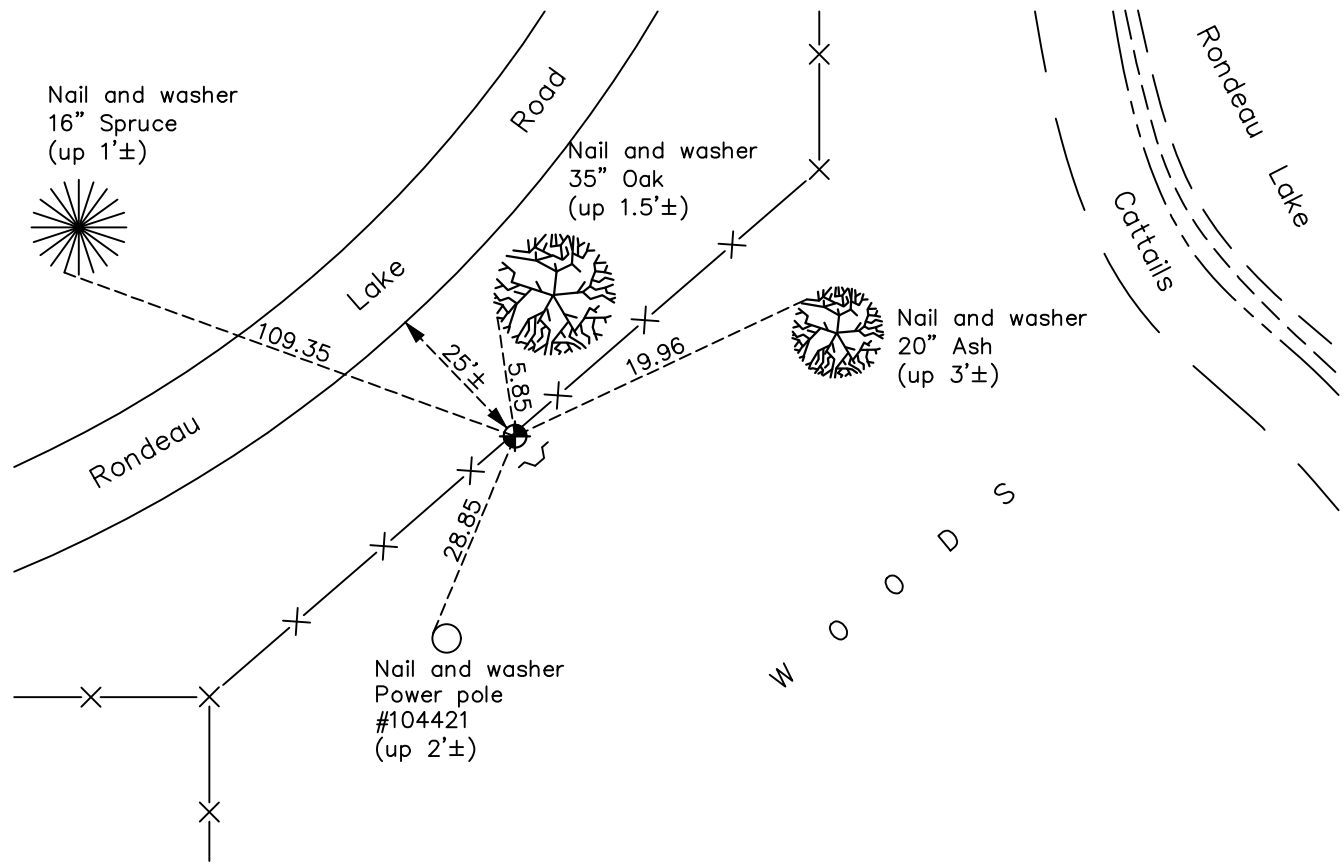 Nail and washer
16" Spruce
(up 1'±)
Rondeau Lake Road
Nail and washer
35" Oak
(up 1.5'±)
Rondeau Lake
Cattails
109.35
25'±
5.85
19.96
Nail and washer
20" Ash
(up 3'±)
28.85
WOODS
Nail and washer
Power pole
#104421
(up 2'±)